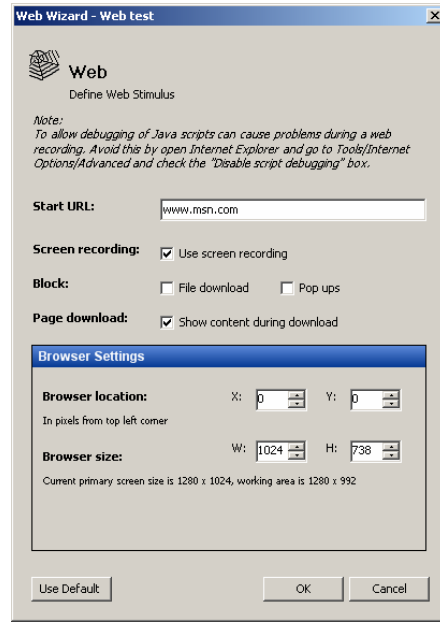 Web Wizard - Web test
Web
Define Web Stimulus
Note:
To allow debugging of Java scripts can cause problems during a web
recording. Avoid this by open Internet Explorer and go to Tools/Internet
Options/Advanced and check the "Disable script debugging" box.
Start URL: www.msn.com
Screen recording: Use screen recording
Block: File download Pop ups
Page download: Show content during download
Browser Settings
Browser location: X: 0 Y: 0
In pixels from top left corner
Browser size: W: 1024 H: 738
Current primary screen size is 1280 x 1024, working area is 1280 x 992
Use Default OK Cancel